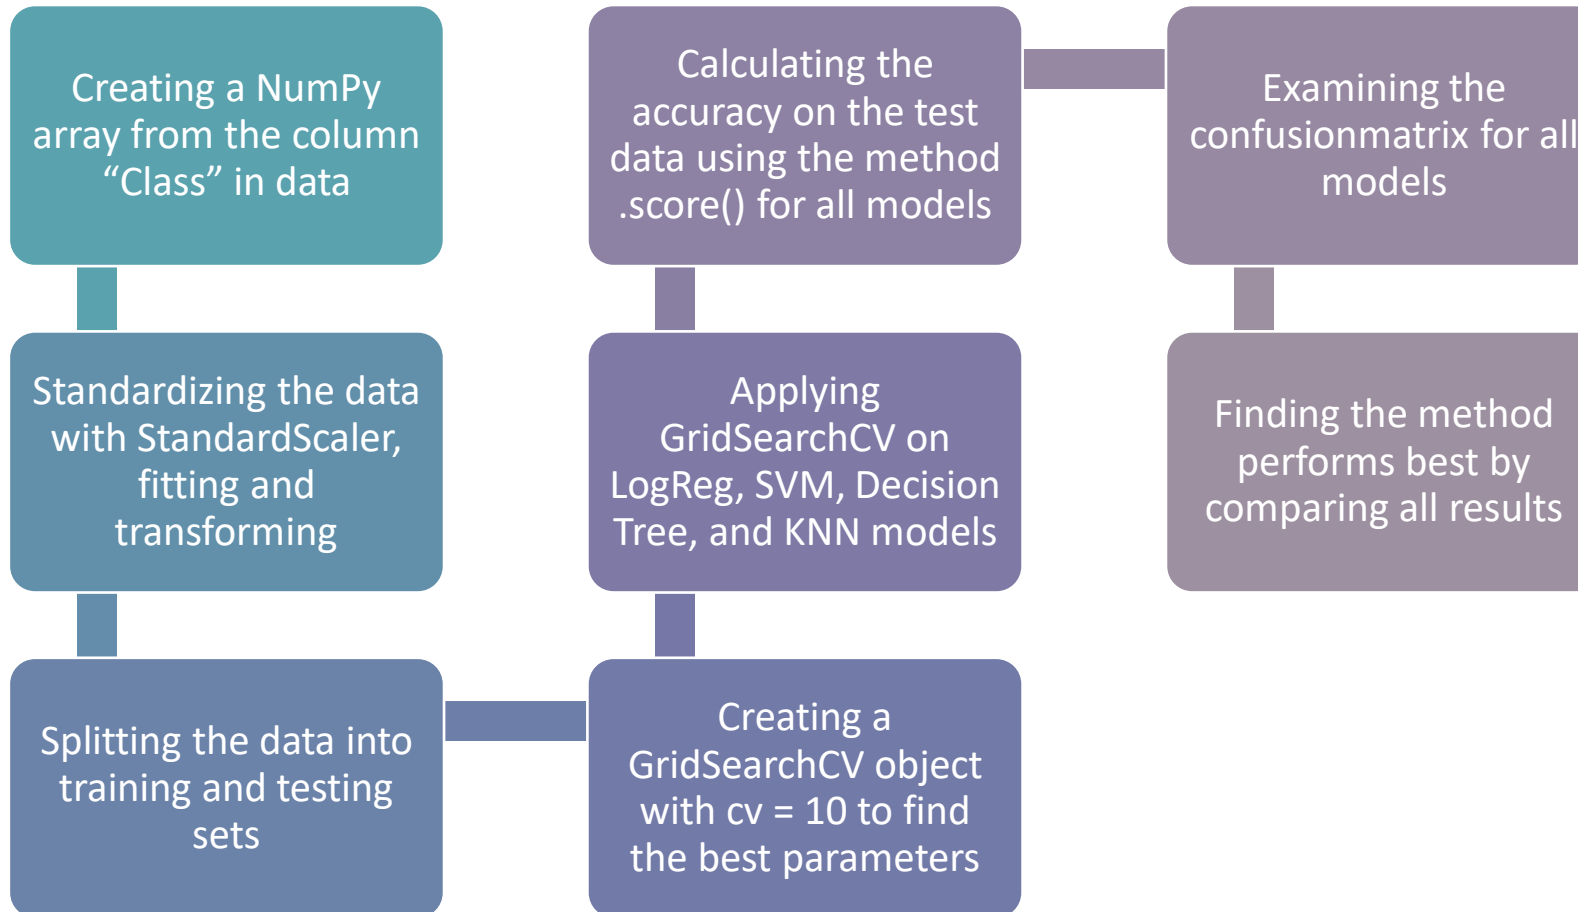 Creating a NumPy
array from the column
“Class” in data
Standardizing the data
with StandardScaler,
fitting and
transforming
Splitting the data into
training and testing
sets
Creating a
GridSearchCV object
with cv = 10 to find
the best parameters
Applying
GridSearchCV on
LogReg, SVM, Decision
Tree, and KNN models
Calculating the
accuracy on the test
data using the method
.score() for all models
Examining the
confusionmatrix for all
models
Finding the method
performs best by
comparing all results